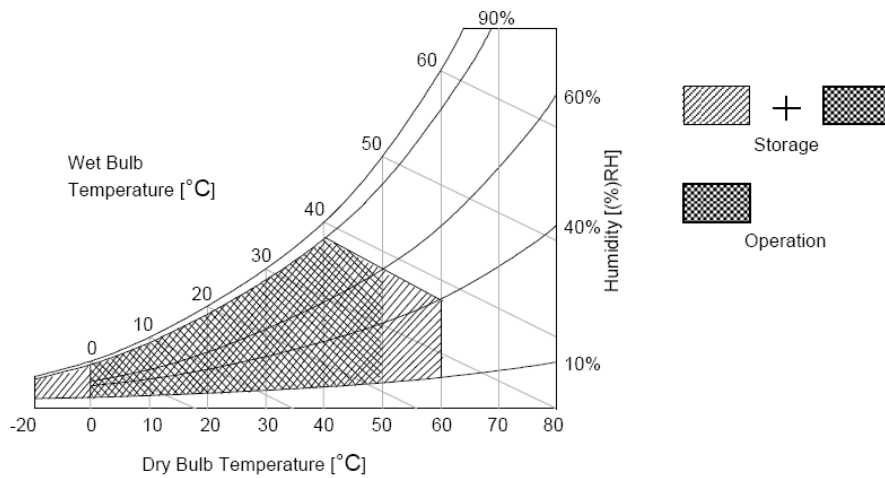 90%
60
60%
50
Wet Bulb
Temperature [°C]
40
40%
30
20
10
0
10%
Humidity [(%)RH]
-20 0 10 20 30 40 50 60 80
Dry Bulb Temperature [°C]
+
Storage
Operation